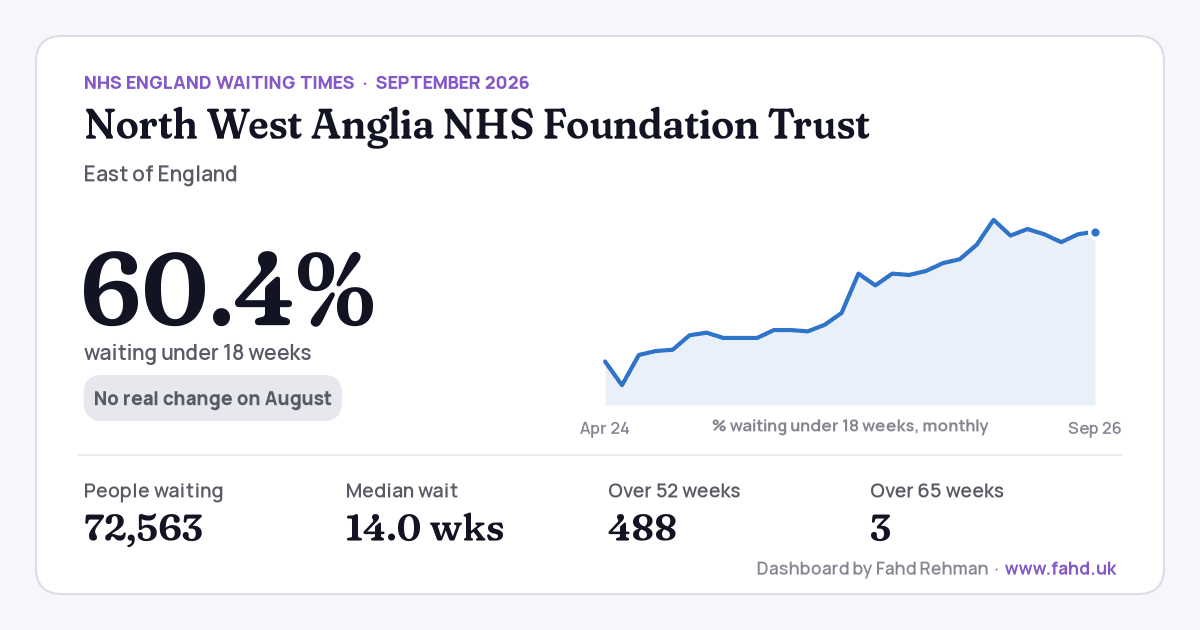 NHS ENGLAND WAITING TIMES · SEPTEMBER 2026
North West Anglia NHS Foundation Trust
East of England
60.4%
waiting under 18 weeks
No real change on August
Apr 24
% waiting under 18 weeks, monthly
Sep 26
People waiting
72,563
Median wait
14.0 wks
Over 52 weeks
488
Over 65 weeks
3
Dashboard by Fahd Rehman · www.fahd.uk